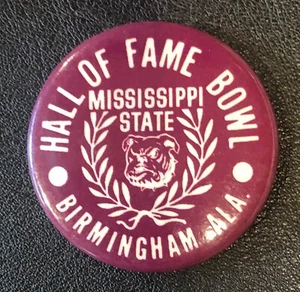 HALL OF FAME BOWL
MISSISSIPPI
STATE
BIRMINGHAM ALA